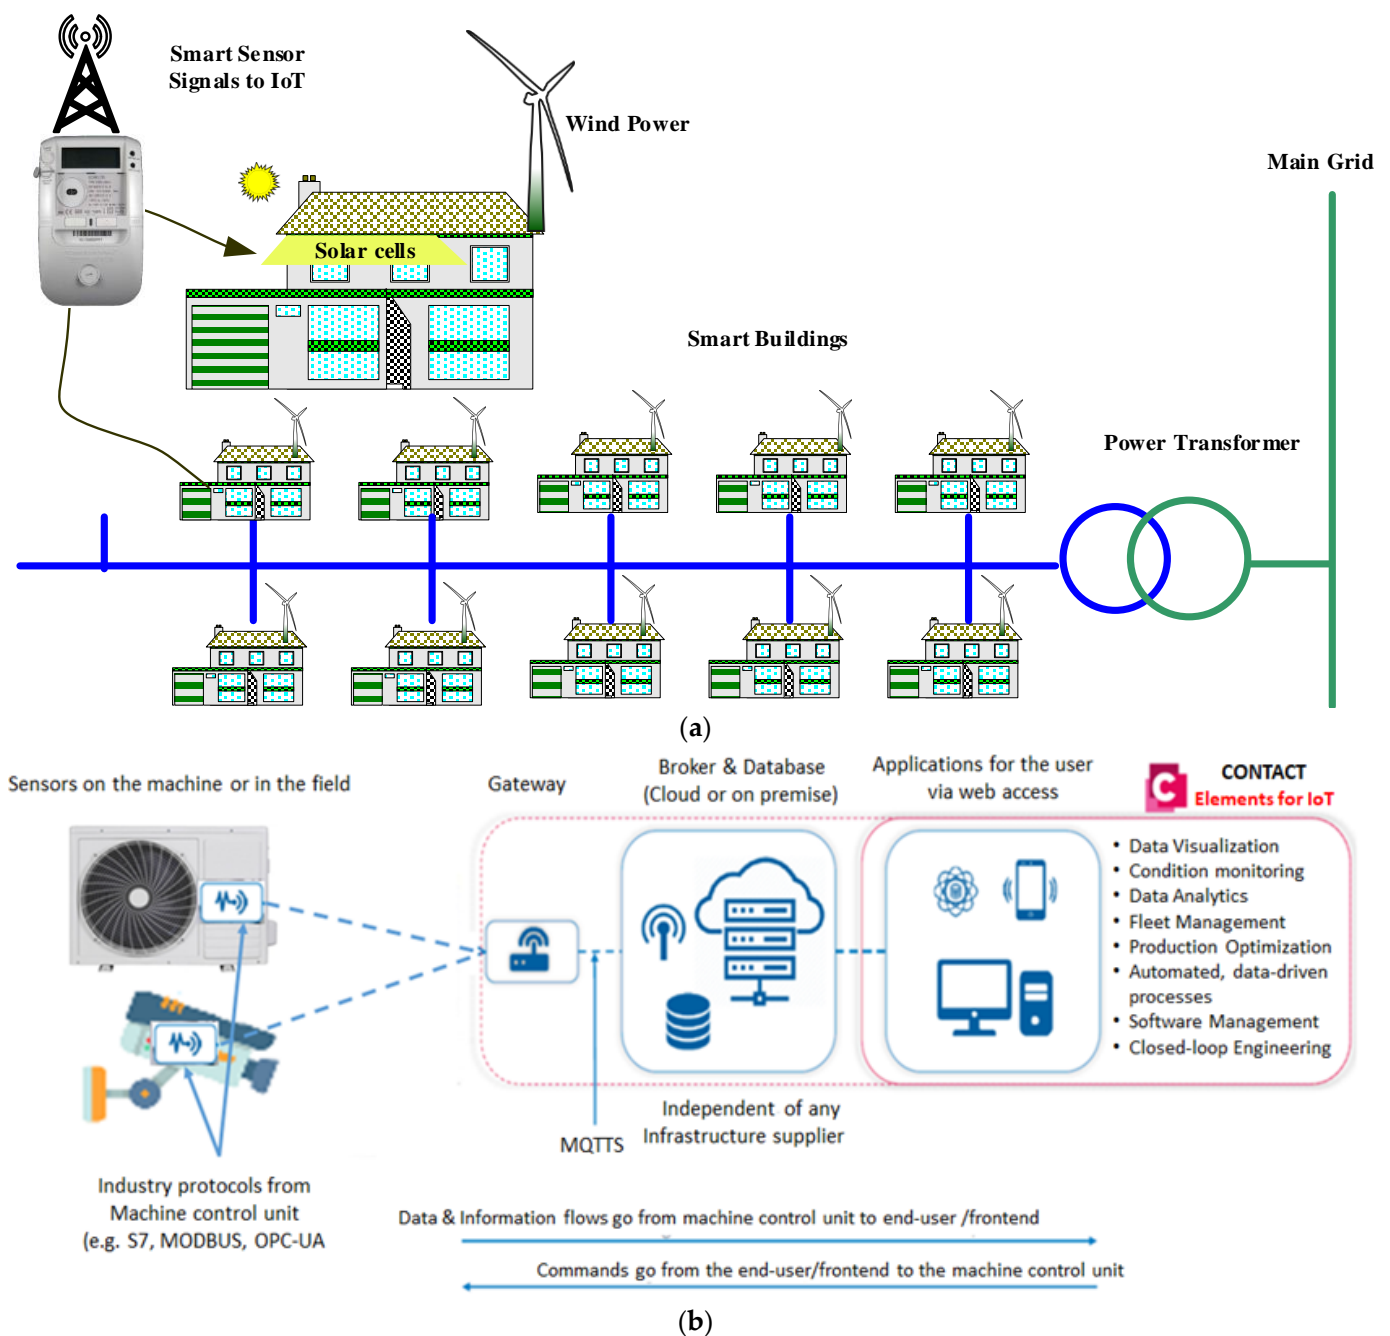 Smart Sensor
Signals to IoT
Wind Power
Main Grid
Solar cells
Smart Buildings
Power Transformer
(a)
Sensors on the machine or in the field
Gateway
Broker & Database
(Cloud or on premise)
Applications for the user
via web access
C
CONTACT
Elements for IoT
• Data Visualization
• Condition monitoring
• Data Analytics
• Fleet Management
• Production Optimization
• Automated, data-driven
processes
• Software Management
• Closed-loop Engineering
MQTTS
Independent of any
Infrastructure supplier
Industry protocols from
Machine control unit
(e.g. S7, MODBUS, OPC-UA
Data & Information flows go from machine control unit to end-user /frontend
Commands go from the end-user/frontend to the machine control unit
(b)